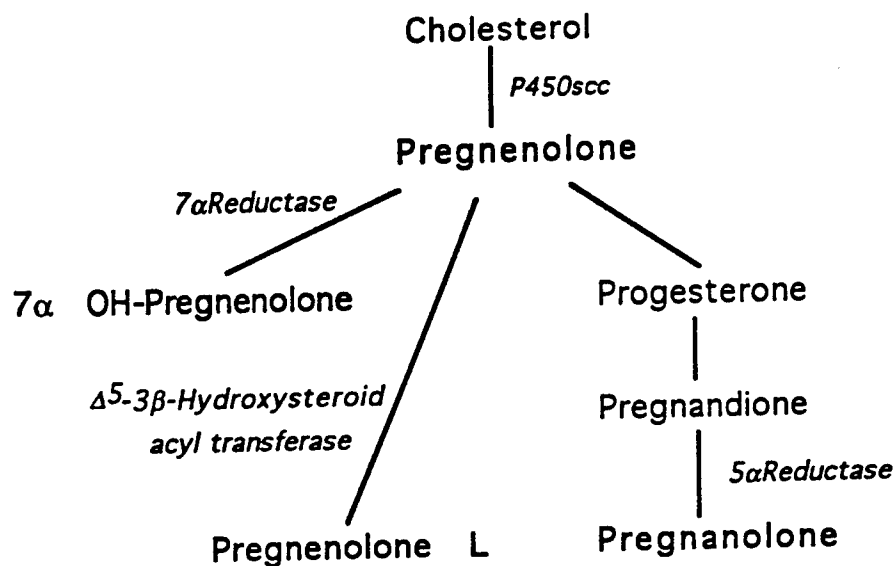 Cholesterol
P450scc
Pregnenolone
7αReductase
7α OH-Pregnenolone
Progesterone
Δ5-3β-Hydroxysteroid
acyl transferase
Pregnandione
5αReductase
Pregnenolone L
Pregnanolone